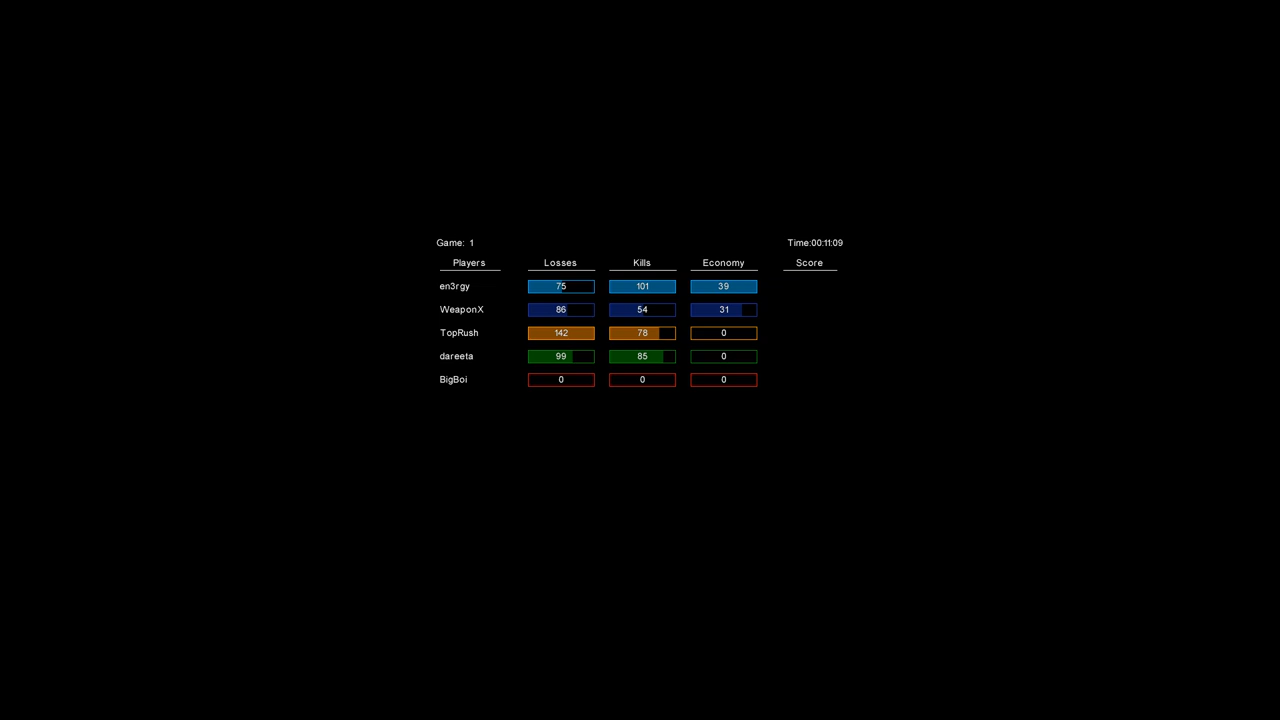 Game: 1 Time:00:11:09
Players Losses Kills Economy Score
en3rgy 75 101 39
WeaponX 86 54 31
TopRush 142 78 0
dareeta 99 85 0
BigBoi 0 0 0